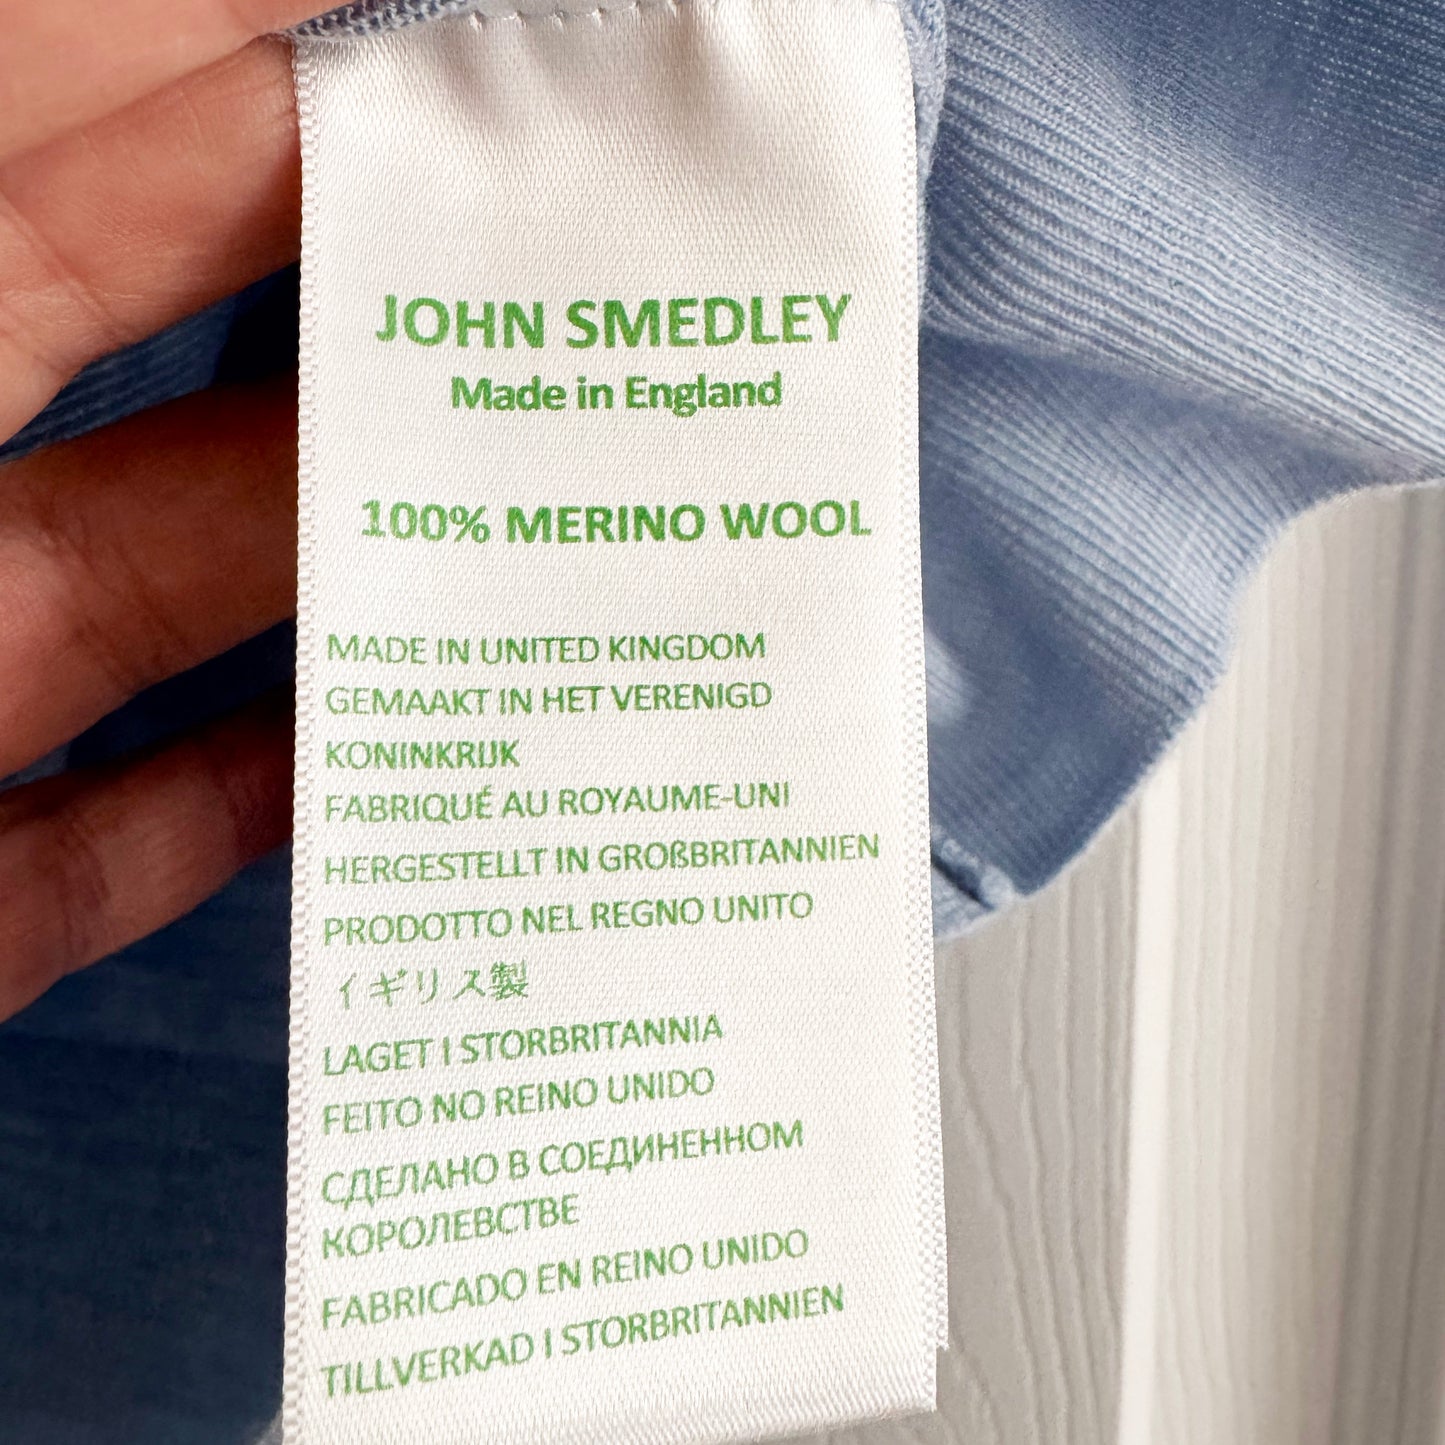 JOHN SMEDLEY
Made in England
100% MERINO WOOL
MADE IN UNITED KINGDOM
GEMAAKT IN HET VERENIGD
KONINKRIJK
FABRIQUÉ AU ROYAUME-UNI
HERGESTELLT IN GROßBRITANNIEN
PRODOTTO NEL REGNO UNITO
イギリス製
LAGET I STORBRITANNIA
FEITO NO REINO UNIDO
СДЕЛАНО В СОЕДИНЕННОМ
КОРОЛЕВСТВЕ
FABRICADO EN REINO UNIDO
TILLVERKAD I STORBRITANNIEN